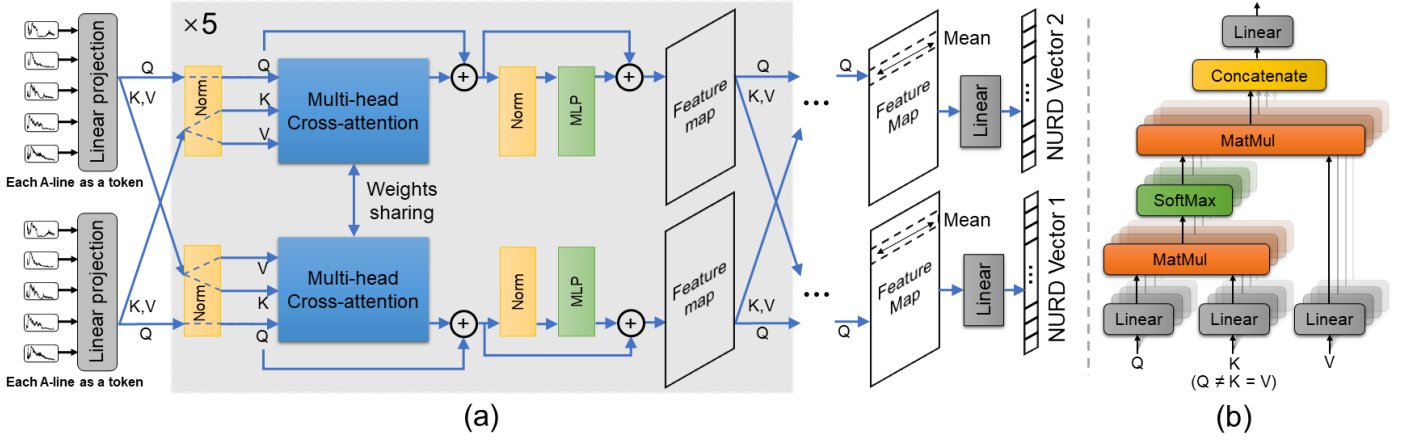 ×5
Linear projection
Each A-line as a token
Q
K,V
Norm
Q
K
V
Multi-head
Cross-attention
Q
+
Norm
MLP
+
Feature
map
Q
K,V
...
Q
Mean
Feature
Map
Linear
...
NURD Vector 2
Weights
sharing
Linear projection
Each A-line as a token
K,V
Q
Norm
V
K
Q
Multi-head
Cross-attention
Q
+
Norm
MLP
+
Feature
map
K,V
Q
...
Q
Mean
Feature
Map
Linear
...
NURD Vector 1
(a)
Linear
Concatenate
MatMul
SoftMax
MatMul
Linear
Linear
Linear
Q
K
V
(Q ≠ K = V)
(b)